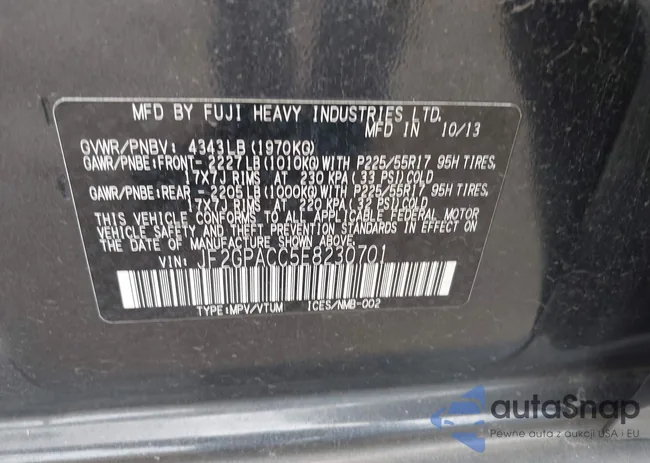 MFD BY FUJI HEAVY INDUSTRIES LTD.
MFD IN 10/13
GVWR/PNBV: 4343LB (1970KG)
GAWR/PNBE:FRONT- 2227LB(1010KG)WITH P225/55R17 95H TIRES,
17X7J RIMS AT 230 KPA (33 PSI)COLD
GAWR/PNBE:REAR - 2205LB(1000KG)WITH P225/55R17 95H TIRES,
17X7J RIMS AT 220 KPA (32 PSI)COLD
THIS VEHICLE CONFORMS TO ALL APPLICABLE FEDERAL MOTOR
VEHICLE SAFETY AND THEFT PREVENTION STANDARDS IN EFFECT ON
THE DATE OF MANUFACTURE SHOWN ABOVE.
VIN: JF2GPACC5E8230701
TYPE:MPV/VTUM ICES/NMB-002
autaSnap
Pewne auta z aukcji USA i EU